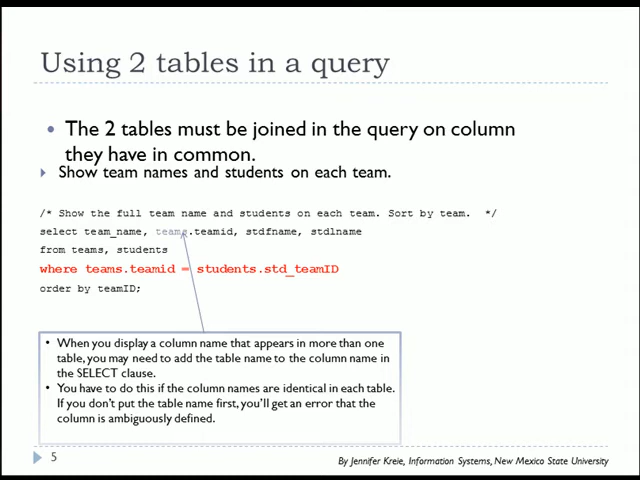 Using 2 tables in a query
• The 2 tables must be joined in the query on column
they have in common.
Show team names and students on each team.
/* Show the full team name and students on each team. Sort by team. */
select team_name, teams.teamid, stdfname, stdlname
from teams, students
where teams.teamid = students.std_teamID
order by teamID;
• When you display a column name that appears in more than one
table, you may need to add the table name to the column name in
the SELECT clause.
• You have to do this if the column names are identical in each table.
If you don't put the table name first, you'll get an error that the
column is ambiguously defined.
5
By Jennifer Kreie, Information Systems, New Mexico State University